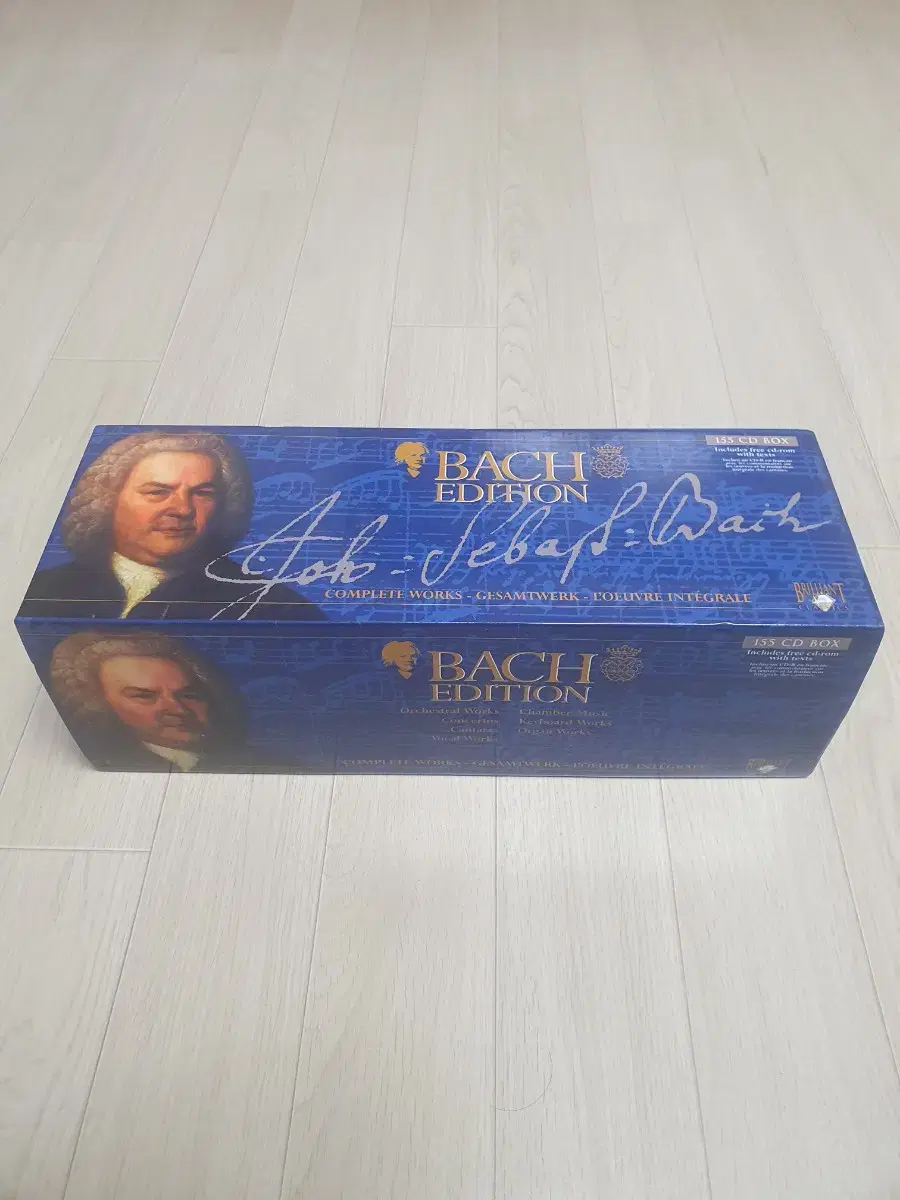 BACH
EDITION
155 CD BOX
Includes free cd-rom
with texts
Joh=Sebast=Bach
COMPLETE WORKS - GESAMTWERK - L'OEUVRE INTÉGRALE
BRILLIANT
CLASSICS
BACH
EDITION
155 CD BOX
Includes free cd-rom
with texts
Orchestral Works Chamber Music
Concertos Keyboard Works
Cantatas Organ Works
Vocal Works
COMPLETE WORKS - GESAMTWERK - L'OEUVRE INTÉGRALE
BRILLIANT